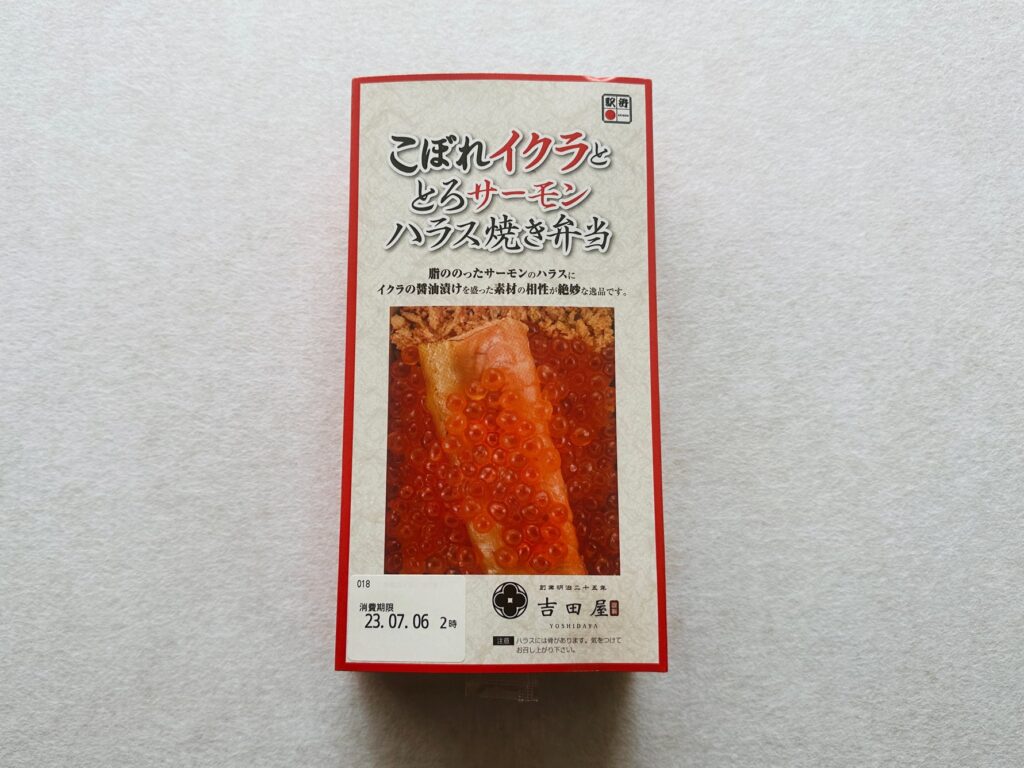 駅弁
こぼれイクラと
とろサーモン
ハラス焼き弁当
脂ののったサーモンのハラスに
イクラの醤油漬けを盛った素材の相性が絶妙な逸品です。
018
消費期限
23.07.06 2時
創業明治二十五年
吉田屋
YOSHIDAYA
注意 ハラスには骨があります。気をつけて
お召し上がり下さい。